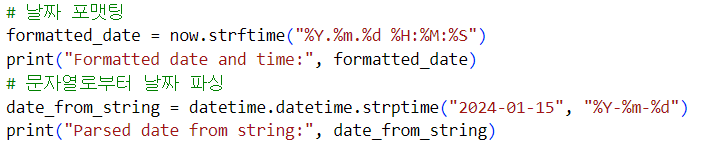 # 날짜 포맷팅
formatted_date = now.strftime("%Y.%m.%d %H:%M:%S")
print("Formatted date and time:", formatted_date)
# 문자열로부터 날짜 파싱
date_from_string = datetime.datetime.strptime("2024-01-15", "%Y-%m-%d")
print("Parsed date from string:", date_from_string)